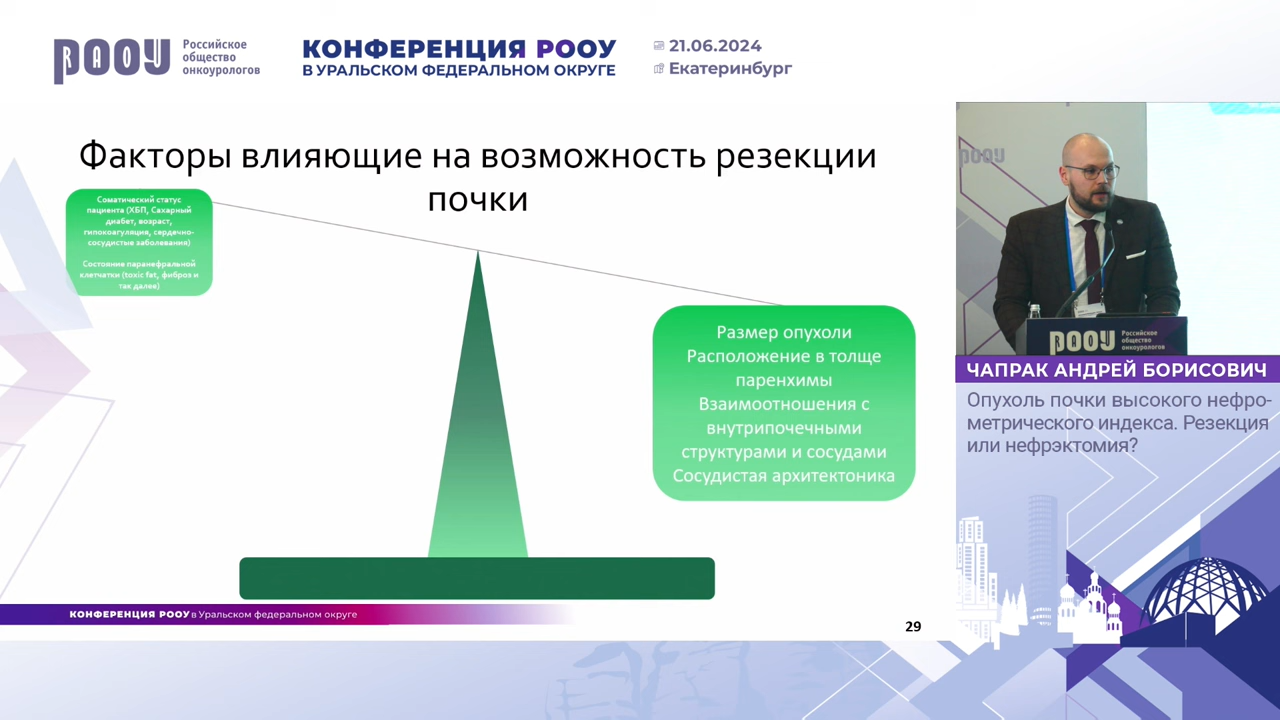 РООУ
RAOU
Российское
общество
онкоурологов
КОНФЕРЕНЦИЯ РООУ
В УРАЛЬСКОМ ФЕДЕРАЛЬНОМ ОКРУГЕ
21.06.2024
Екатеринбург
Факторы влияющие на возможность резекции
почки
Соматический статус
пациента (ХБП, Сахарный
диабет, возраст,
гипокоагуляция, сердечно-
сосудистые заболевания)
Состояние паранефральной
клетчатки (toxic fat, фиброз и
так далее)
Размер опухоли
Расположение в толще
паренхимы
Взаимоотношения с
внутрипочечными
структурами и сосудами
Сосудистая архитектоника
КОНФЕРЕНЦИЯ РООУ в Уральском федеральном округе
29
РООУ
РООУ
Российское
общество
онкоурологов
ЧАПРАК АНДРЕЙ БОРИСОВИЧ
Опухоль почки высокого нефро-
метрического индекса. Резекция
или нефрэктомия?